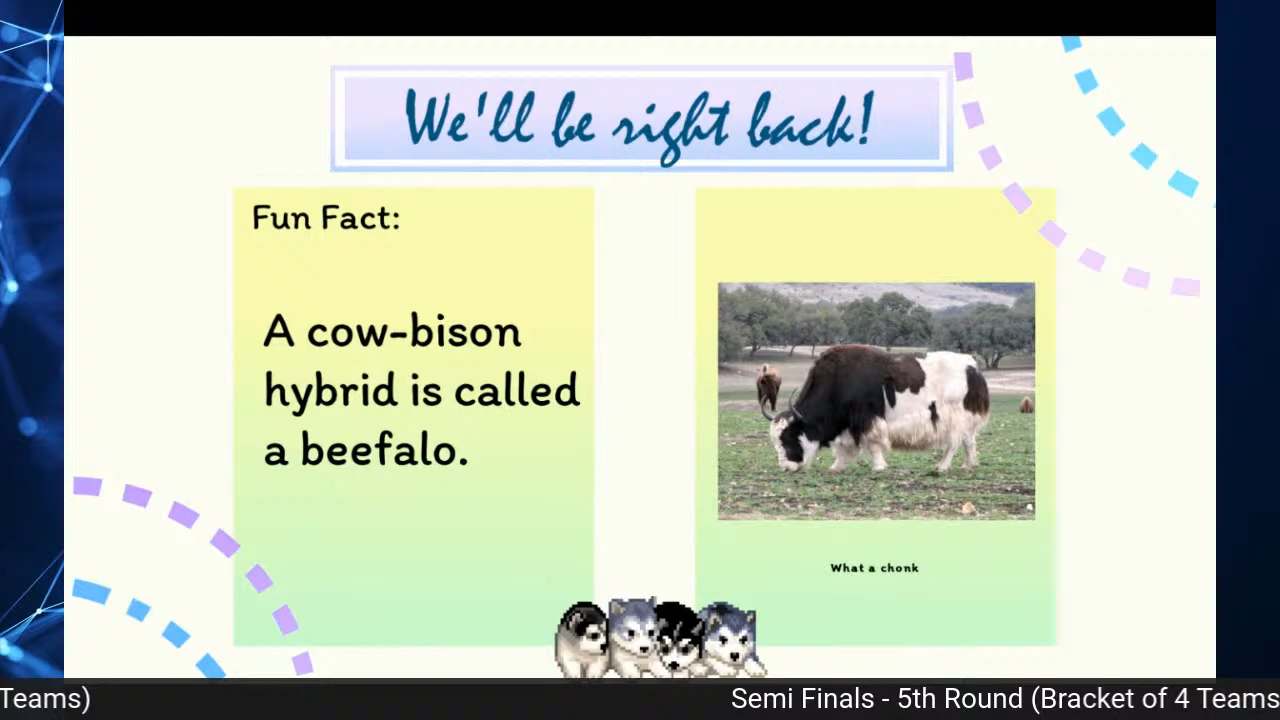 We'll be right back!
Fun Fact:
A cow-bison
hybrid is called
a beefalo.
What a chonk
Teams)
Semi Finals - 5th Round (Bracket of 4 Teams